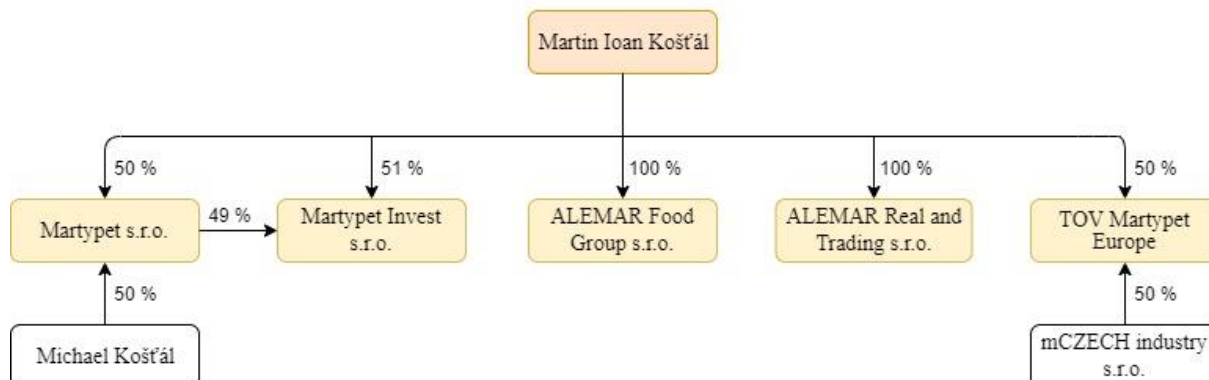 Martin Ioan Košťál
50 %
51 %
100 %
100 %
50 %
Martypet s.r.o.
49 %
Martypet Invest
s.r.o.
ALEMAR Food
Group s.r.o.
ALEMAR Real and
Trading s.r.o.
TOV Martypet
Europe
50 %
50 %
Michael Košťál
mCZECH industry
s.r.o.